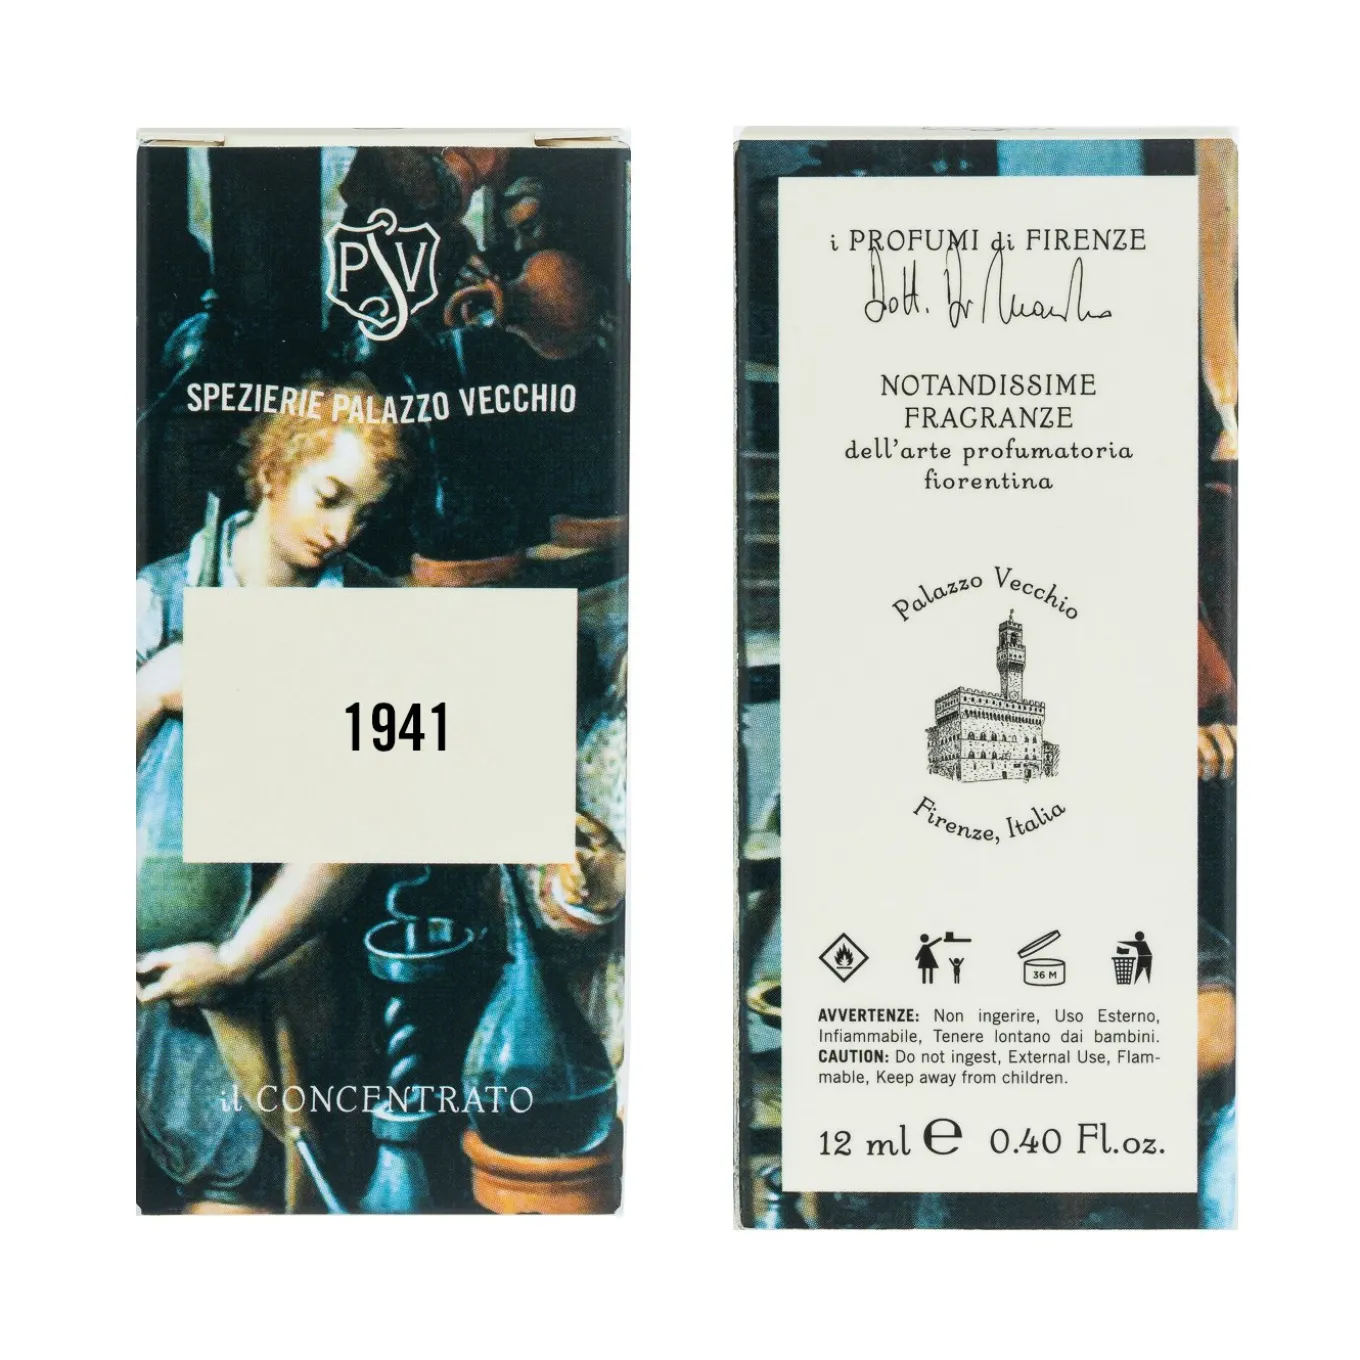 PSV
SPEZIERIE PALAZZO VECCHIO
1941
il CONCENTRATO
i PROFUMI di FIRENZE
Dott. Di
NOTANDISSIME
FRAGRANZE
dell'arte profumatoria
fiorentina
Palazzo Vecchio
Firenze, Italia
36 M
AVVERTENZE: Non ingerire, Uso Esterno,
Infiammabile, Tenere lontano dai bambini.
CAUTION: Do not ingest, External Use, Flam-
mable, Keep away from children.
12 ml e 0.40 Fl.oz.